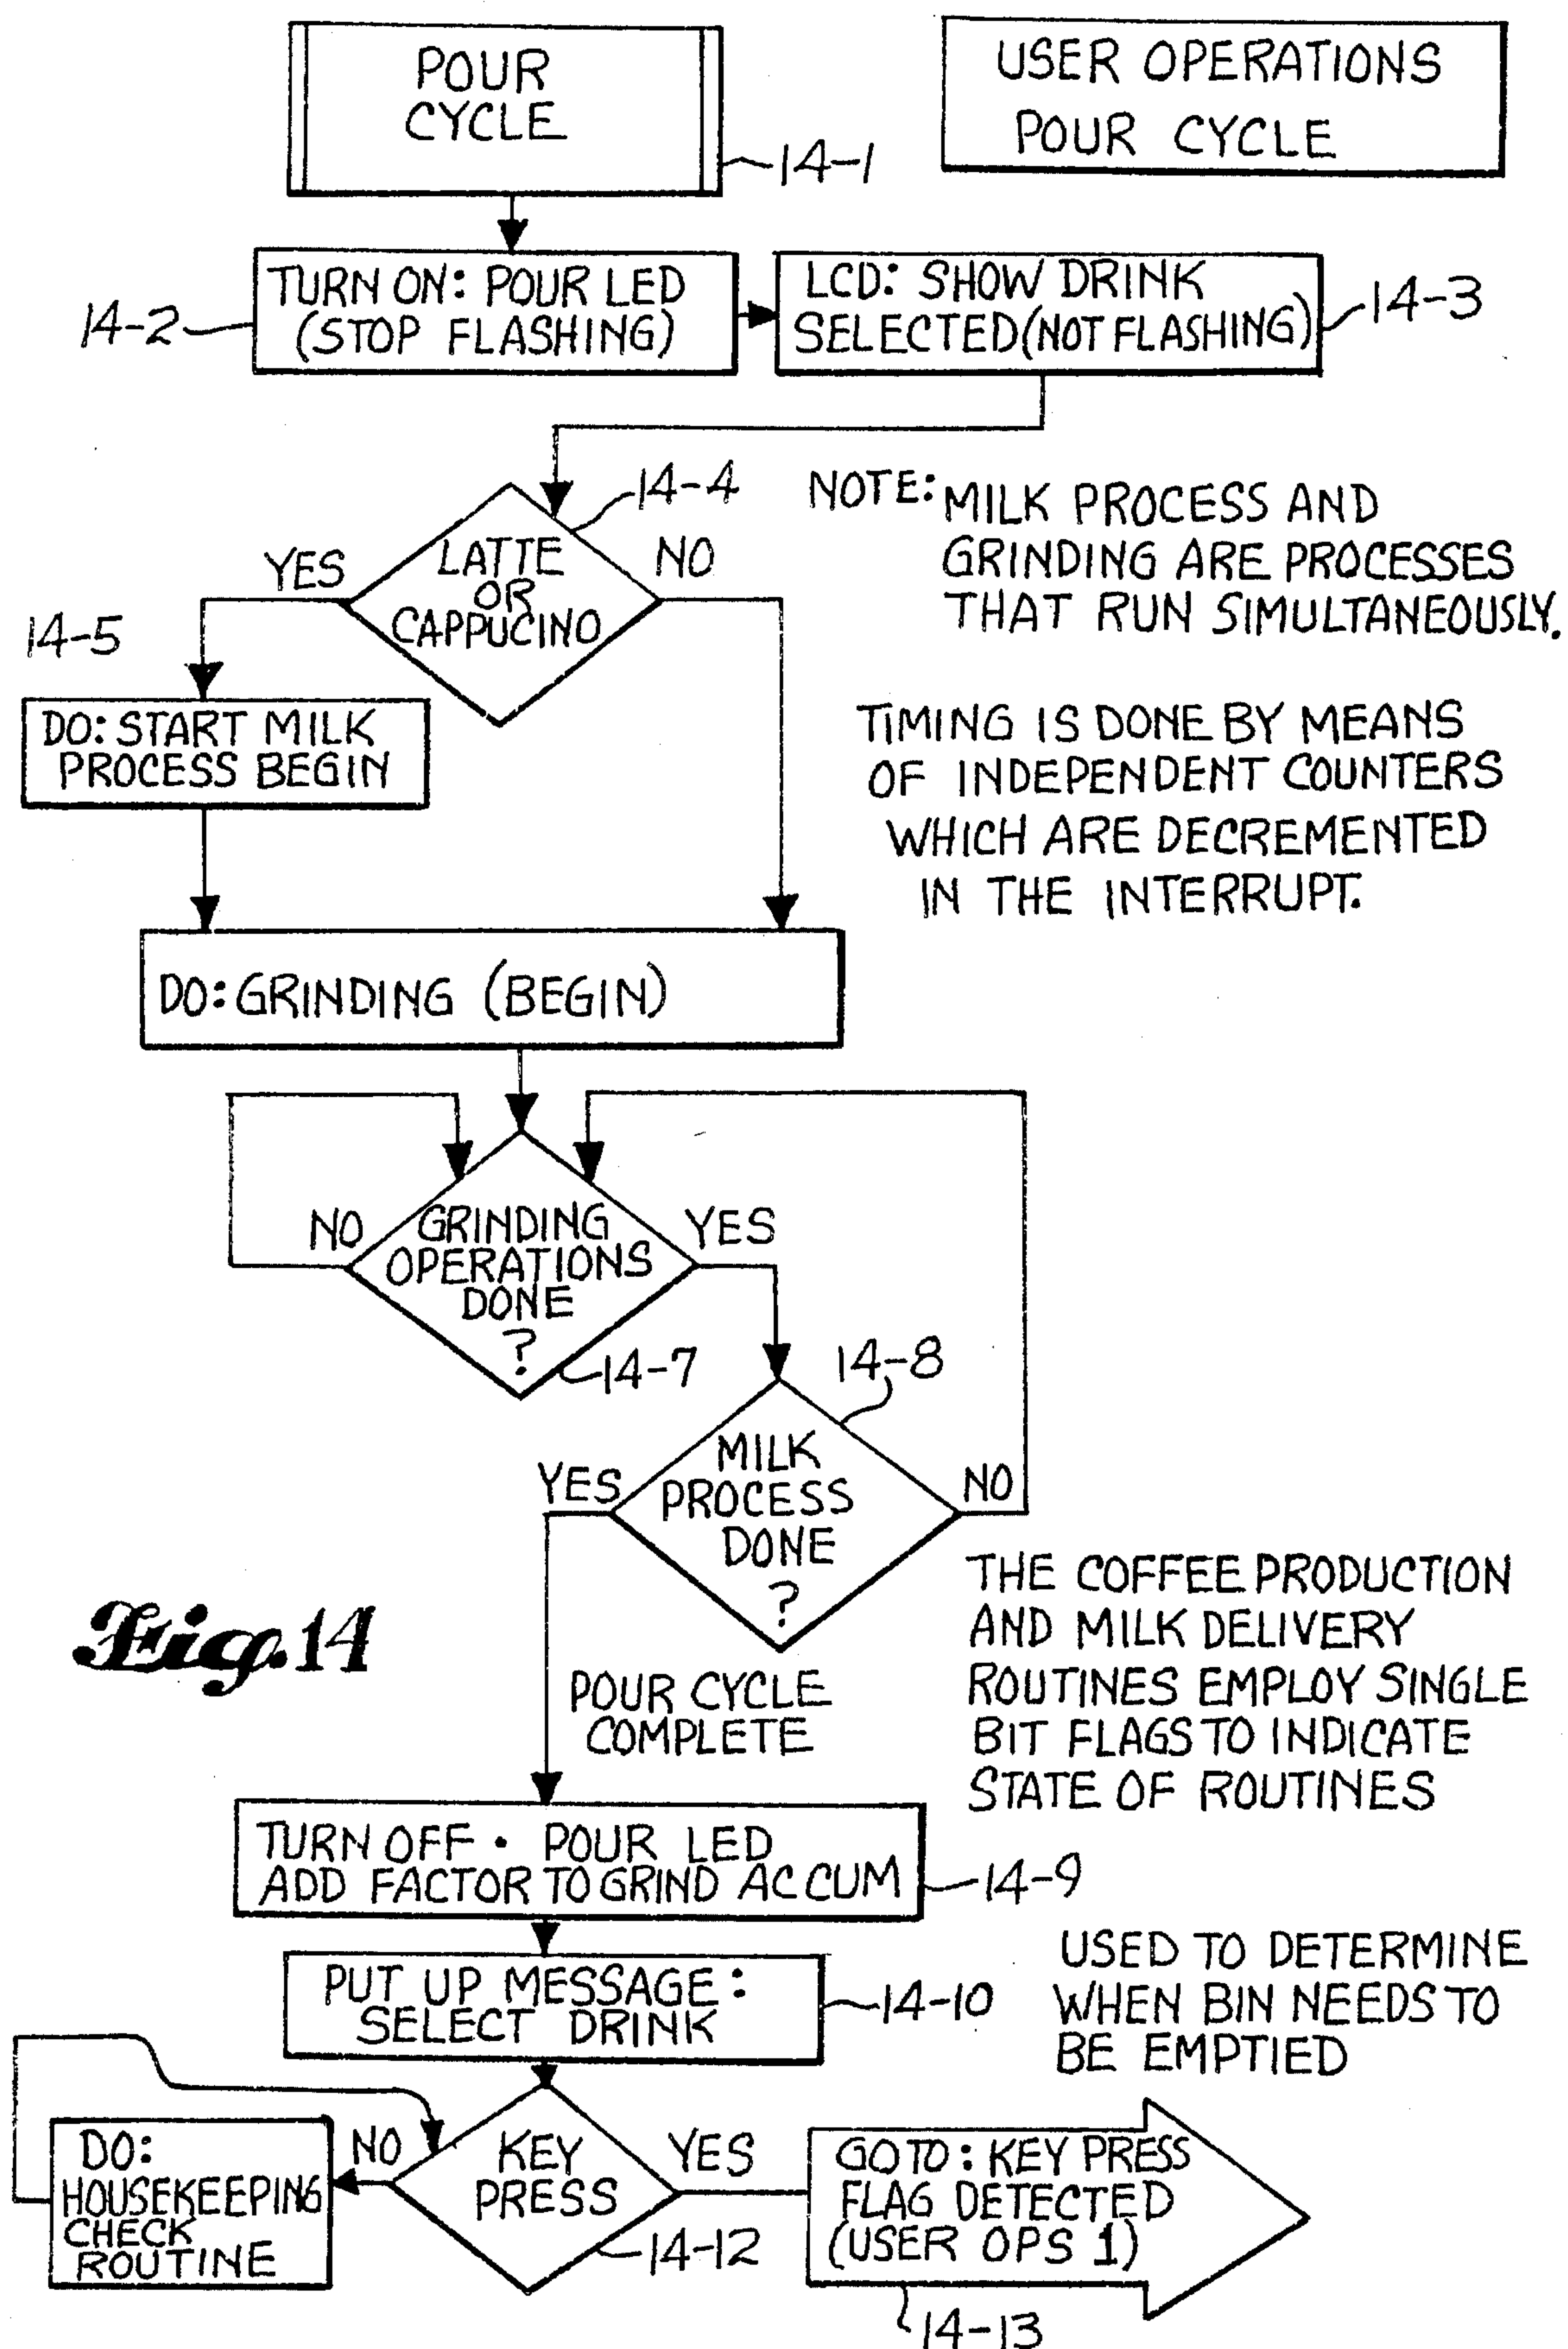 POUR
CYCLE
14-1
USER OPERATIONS
POUR CYCLE
TURN ON: POUR LED
(STOP FLASHING)
14-2
LCD: SHOW DRINK
SELECTED (NOT FLASHING)
14-3
14-4
LATTE
OR
CAPPUCINO
YES
NO
NOTE: MILK PROCESS AND
GRINDING ARE PROCESSES
THAT RUN SIMULTANEOUSLY.
14-5
DO: START MILK
PROCESS BEGIN
TIMING IS DONE BY MEANS
OF INDEPENDENT COUNTERS
WHICH ARE DECREMENTED
IN THE INTERRUPT.
DO: GRINDING (BEGIN)
NO
GRINDING
OPERATIONS
DONE
?
YES
14-7
14-8
YES
MILK
PROCESS
DONE
?
NO
THE COFFEE PRODUCTION
AND MILK DELIVERY
ROUTINES EMPLOY SINGLE
BIT FLAGS TO INDICATE
STATE OF ROUTINES
Fig. 14
POUR CYCLE
COMPLETE
TURN OFF · POUR LED
ADD FACTOR TO GRIND ACCUM
14-9
PUT UP MESSAGE:
SELECT DRINK
14-10
USED TO DETERMINE
WHEN BIN NEEDS TO
BE EMPTIED
DO:
HOUSEKEEPING
CHECK
ROUTINE
NO
KEY
PRESS
YES
14-12
GOTO: KEY PRESS
FLAG DETECTED
(USER OPS 1)
14-13